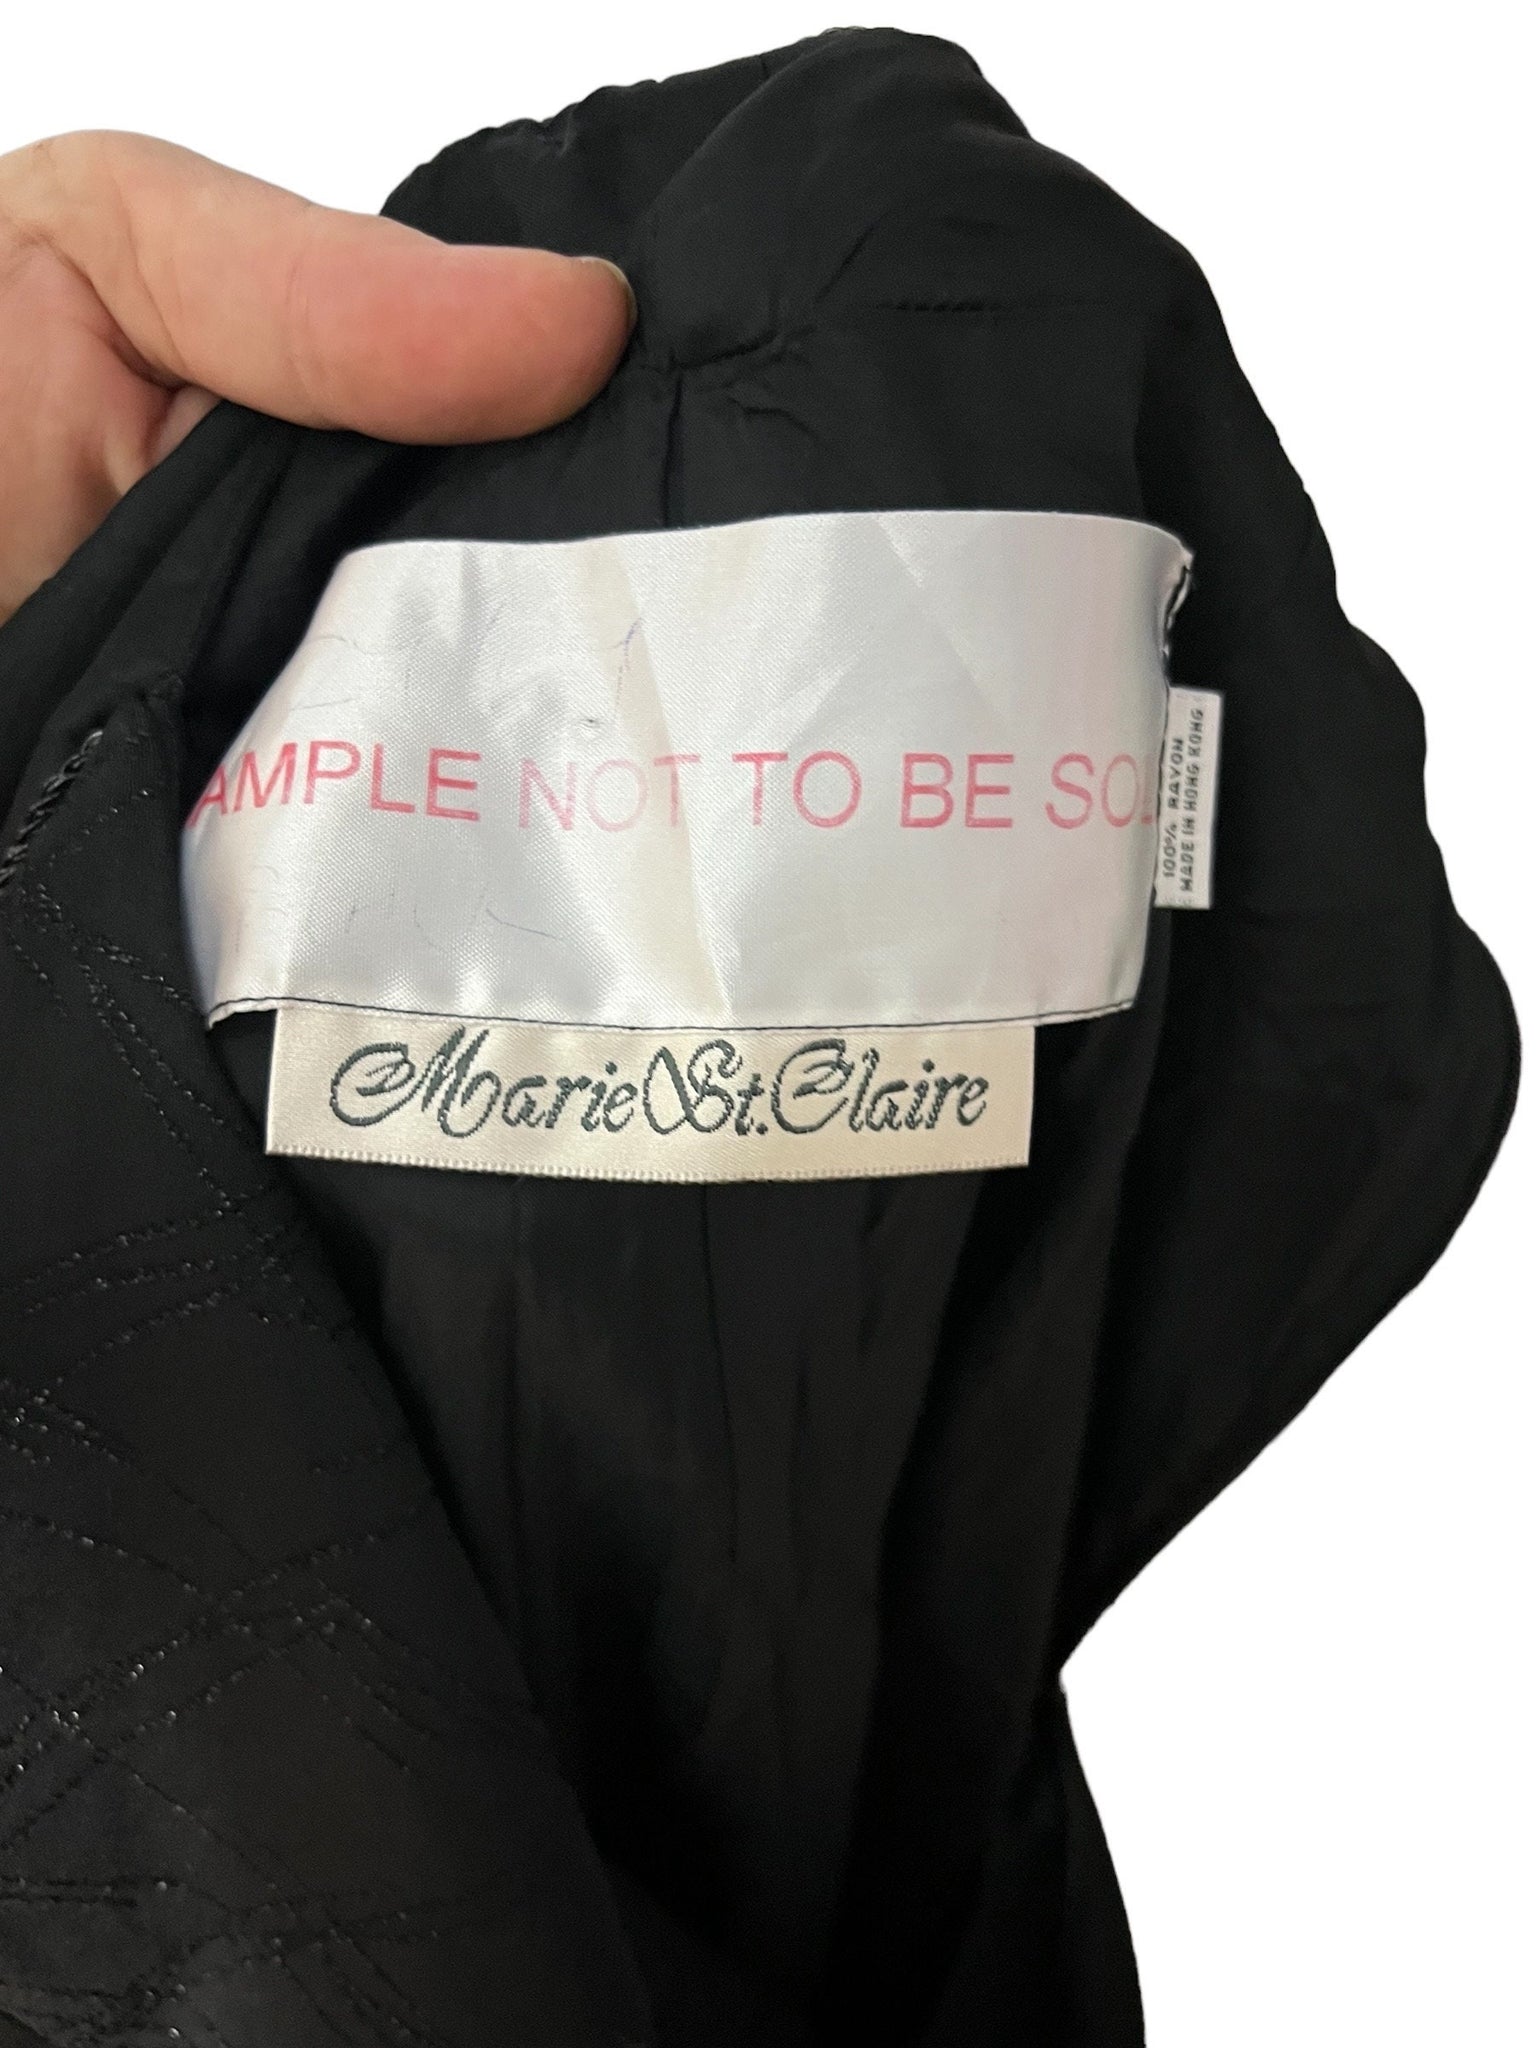 AMPLE NOT TO BE SOL
100% RAYON
MADE IN HONG KONG
Marie St. Claire